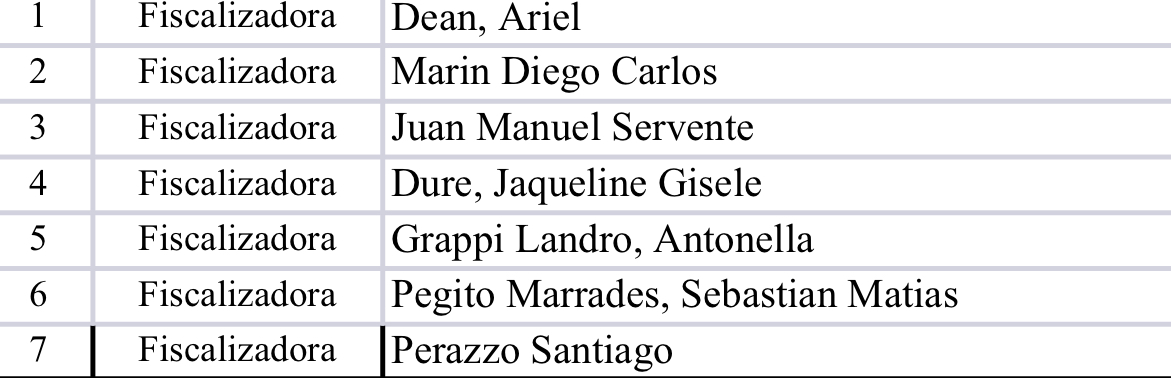 1 Fiscalizadora Dean, Ariel
2 Fiscalizadora Marin Diego Carlos
3 Fiscalizadora Juan Manuel Servente
4 Fiscalizadora Dure, Jaqueline Gisele
5 Fiscalizadora Grappi Landro, Antonella
6 Fiscalizadora Pegito Marrades, Sebastian Matias
7 Fiscalizadora Perazzo Santiago